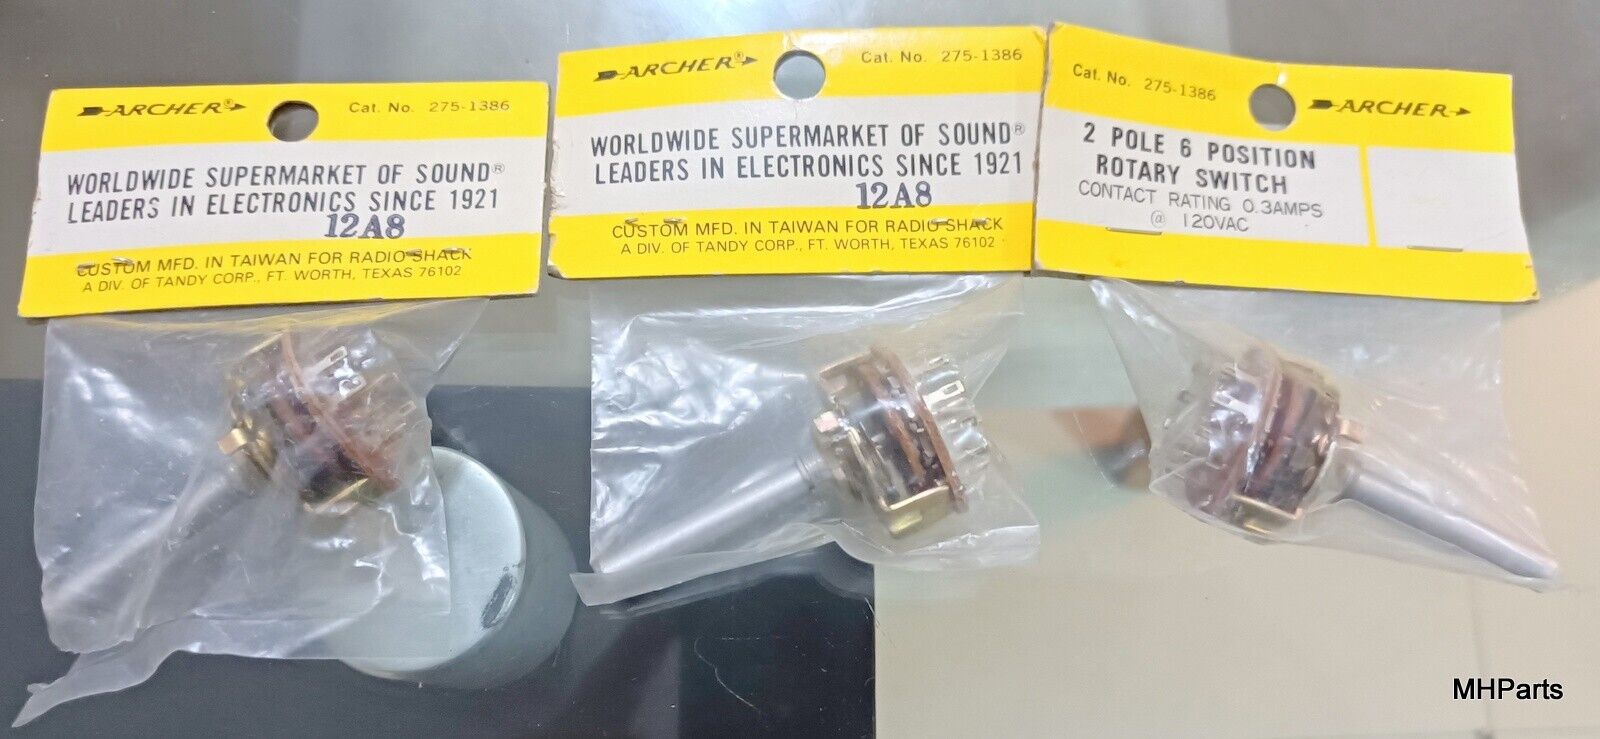 ARCHER®
Cat. No. 275-1386
WORLDWIDE SUPERMARKET OF SOUND®
LEADERS IN ELECTRONICS SINCE 1921
12A8
CUSTOM MFD. IN TAIWAN FOR RADIO SHACK
A DIV. OF TANDY CORP., FT. WORTH, TEXAS 76102
ARCHER®
Cat. No. 275-1386
WORLDWIDE SUPERMARKET OF SOUND®
LEADERS IN ELECTRONICS SINCE 1921
12A8
CUSTOM MFD. IN TAIWAN FOR RADIO SHACK
A DIV. OF TANDY CORP., FT. WORTH, TEXAS 76102
Cat. No. 275-1386
ARCHER
2 POLE 6 POSITION
ROTARY SWITCH
CONTACT RATING 0.3AMPS
@ 120VAC
MHParts